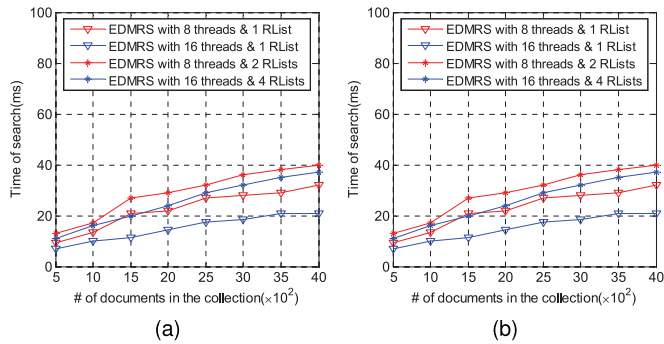 100
80
60
40
20
0
Time of search(ms)
EDMRS with 8 threads & 1 RList
EDMRS with 16 threads & 1 RList
EDMRS with 8 threads & 2 RLists
EDMRS with 16 threads & 4 RLists
5 10 15 20 25 30 35 40
# of documents in the collection(×10²)
(a)
100
80
60
40
20
0
Time of search(ms)
EDMRS with 8 threads & 1 RList
EDMRS with 16 threads & 1 RList
EDMRS with 8 threads & 2 RLists
EDMRS with 16 threads & 4 RLists
5 10 15 20 25 30 35 40
# of documents in the collection(×10²)
(b)